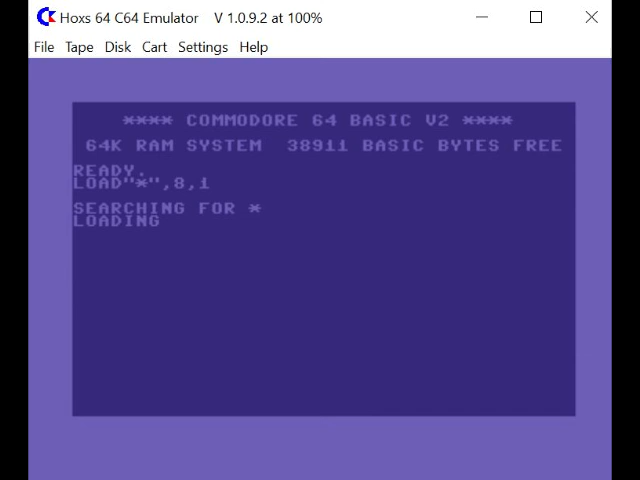 Hoxs 64 C64 Emulator V 1.0.9.2 at 100%
File Tape Disk Cart Settings Help
**** COMMODORE 64 BASIC V2 ****
64K RAM SYSTEM 38911 BASIC BYTES FREE
READY.
LOAD"*",8,1
SEARCHING FOR *
LOADING